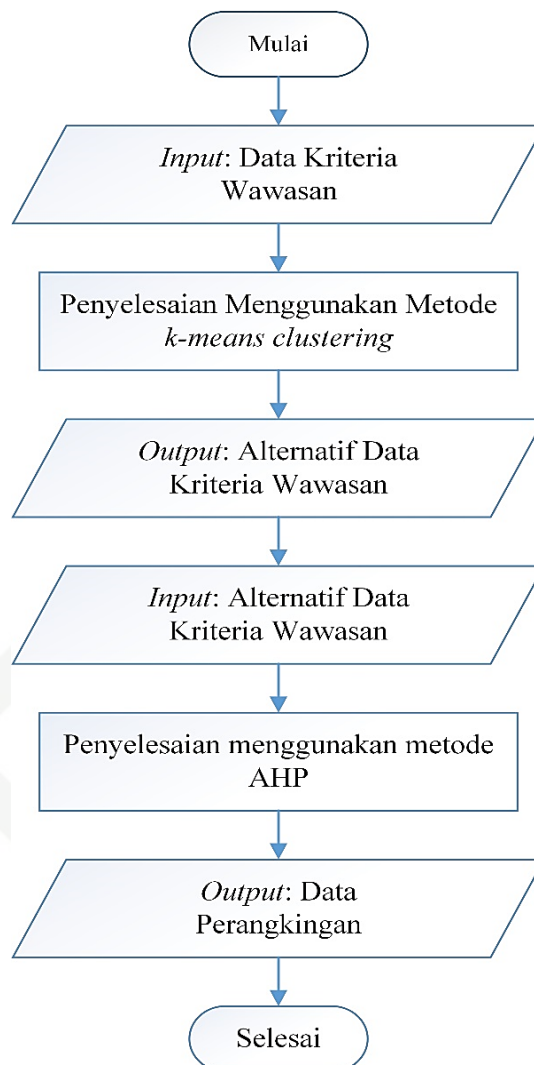 Mulai
Input: Data Kriteria
Wawasan
Penyelesaian Menggunakan Metode
k-means clustering
Output: Alternatif Data
Kriteria Wawasan
Input: Alternatif Data
Kriteria Wawasan
Penyelesaian menggunakan metode
AHP
Output: Data
Perangkingan
Selesai